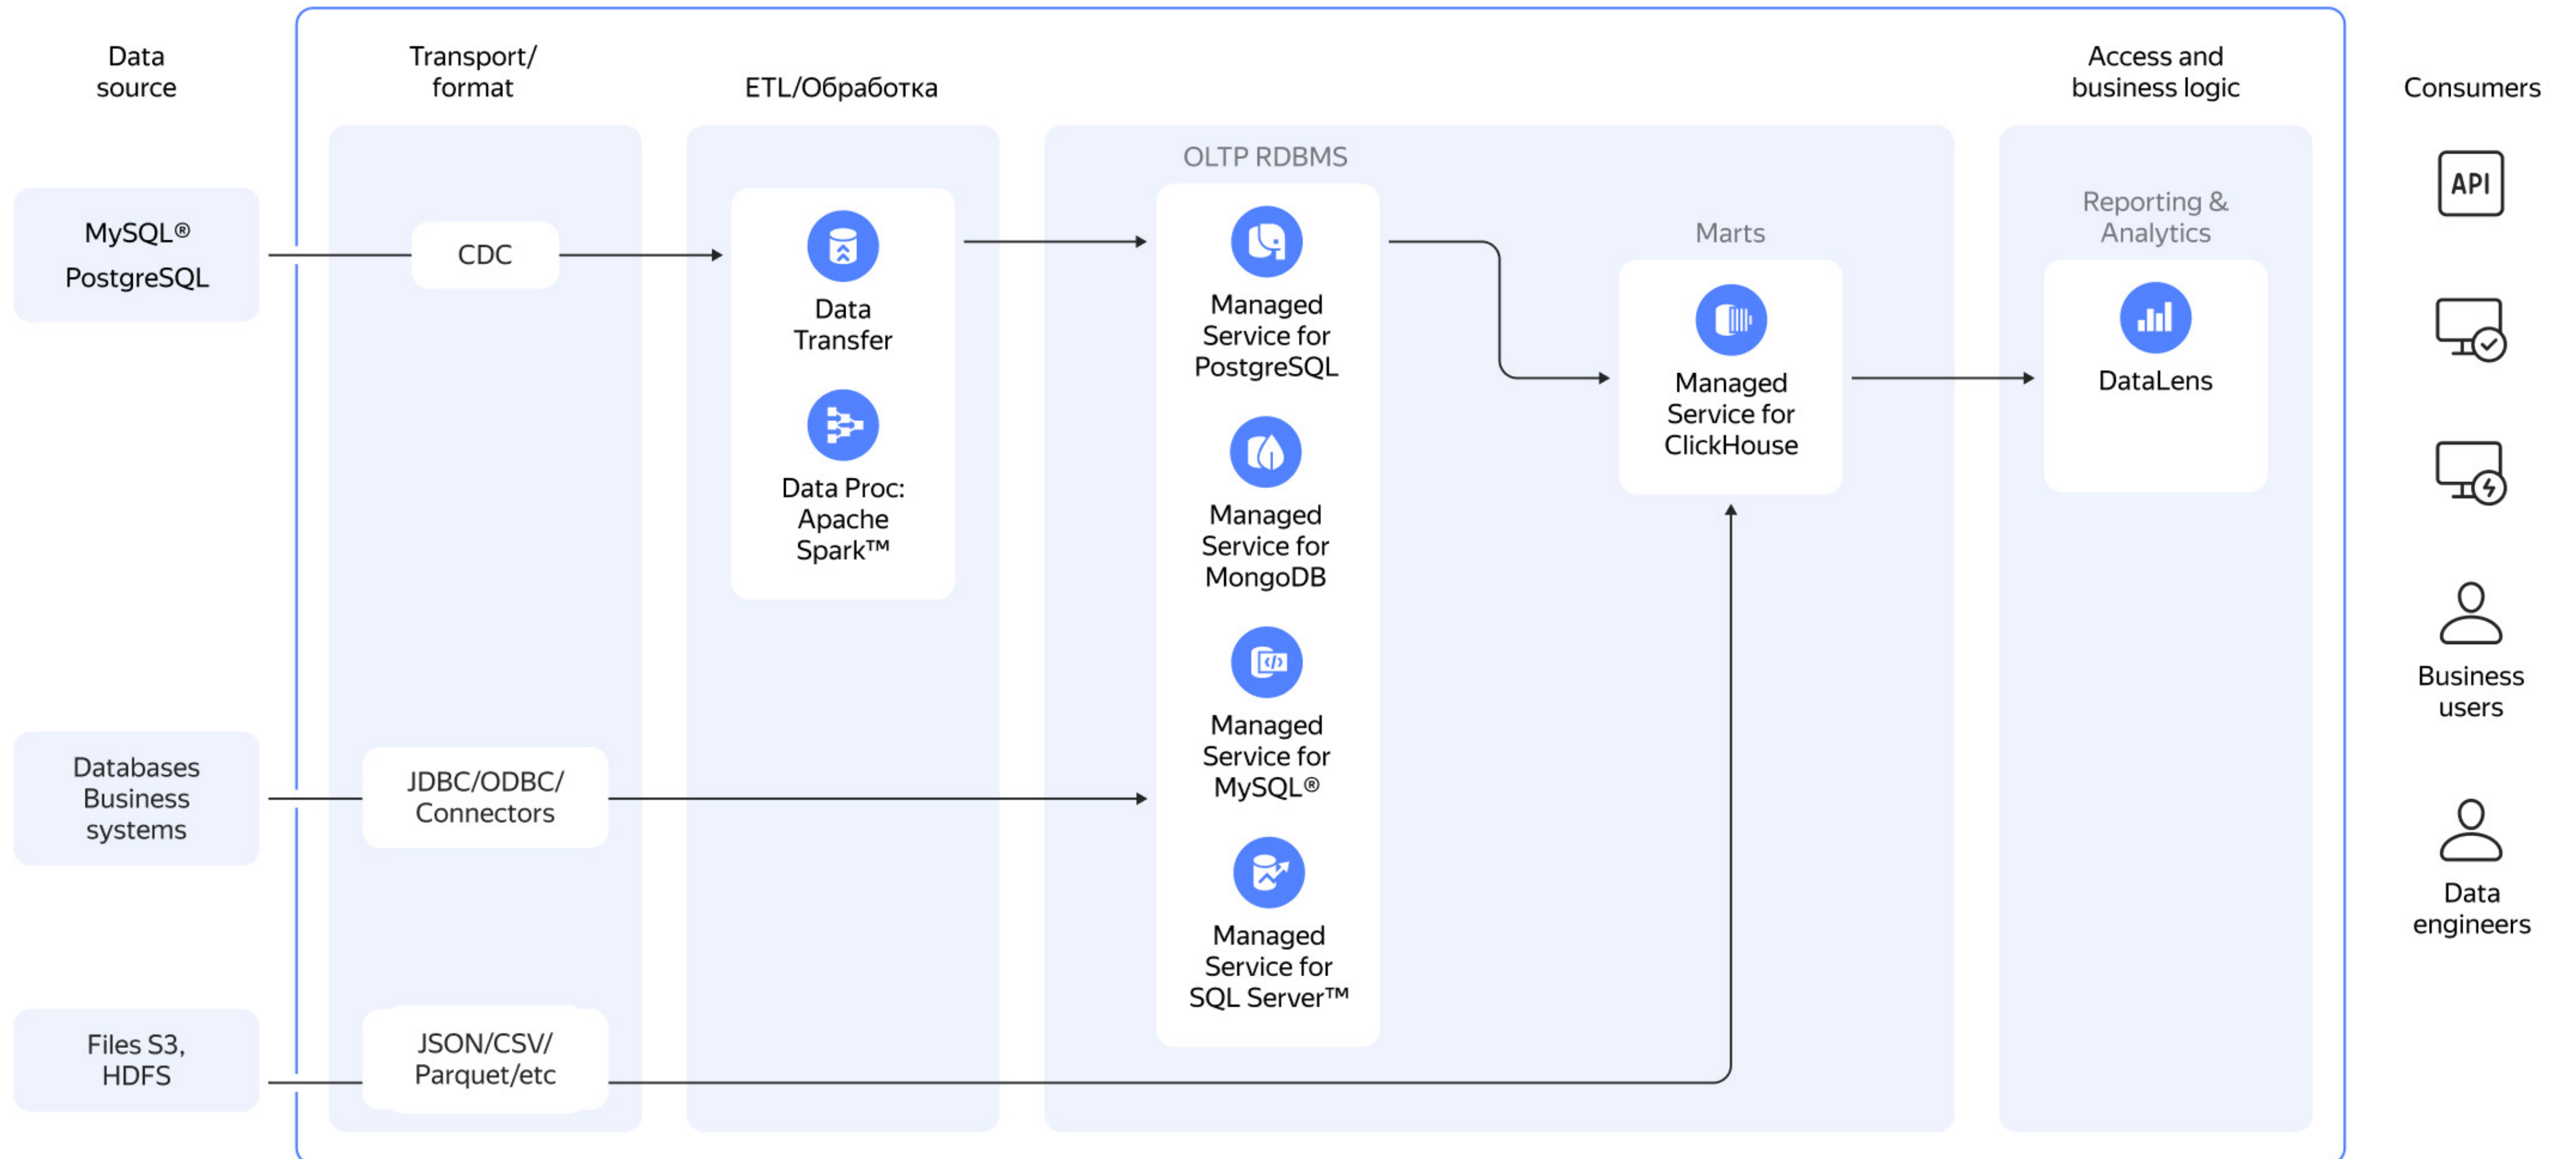 Data
source
Transport/
format
ETL/Обработка
Access and
business logic
Consumers
MySQL®
PostgreSQL
CDC
Data
Transfer
Data Proc:
Apache
Spark™
OLTP RDBMS
Managed
Service for
PostgreSQL
Managed
Service for
MongoDB
Managed
Service for
MySQL®
Managed
Service for
SQL Server™
Marts
Managed
Service for
ClickHouse
Reporting &
Analytics
DataLens
API
Business
users
Data
engineers
Databases
Business
systems
JDBC/ODBC/
Connectors
Files S3,
HDFS
JSON/CSV/
Parquet/etc